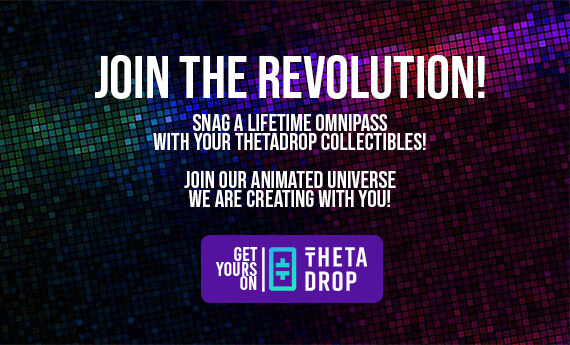 JOIN THE REVOLUTION!
SNAG A LIFETIME OMNIPASS
WITH YOUR THETADROP COLLECTIBLES!
JOIN OUR ANIMATED UNIVERSE
WE ARE CREATING WITH YOU!
GET
YOURS
ON
THETA
DROP